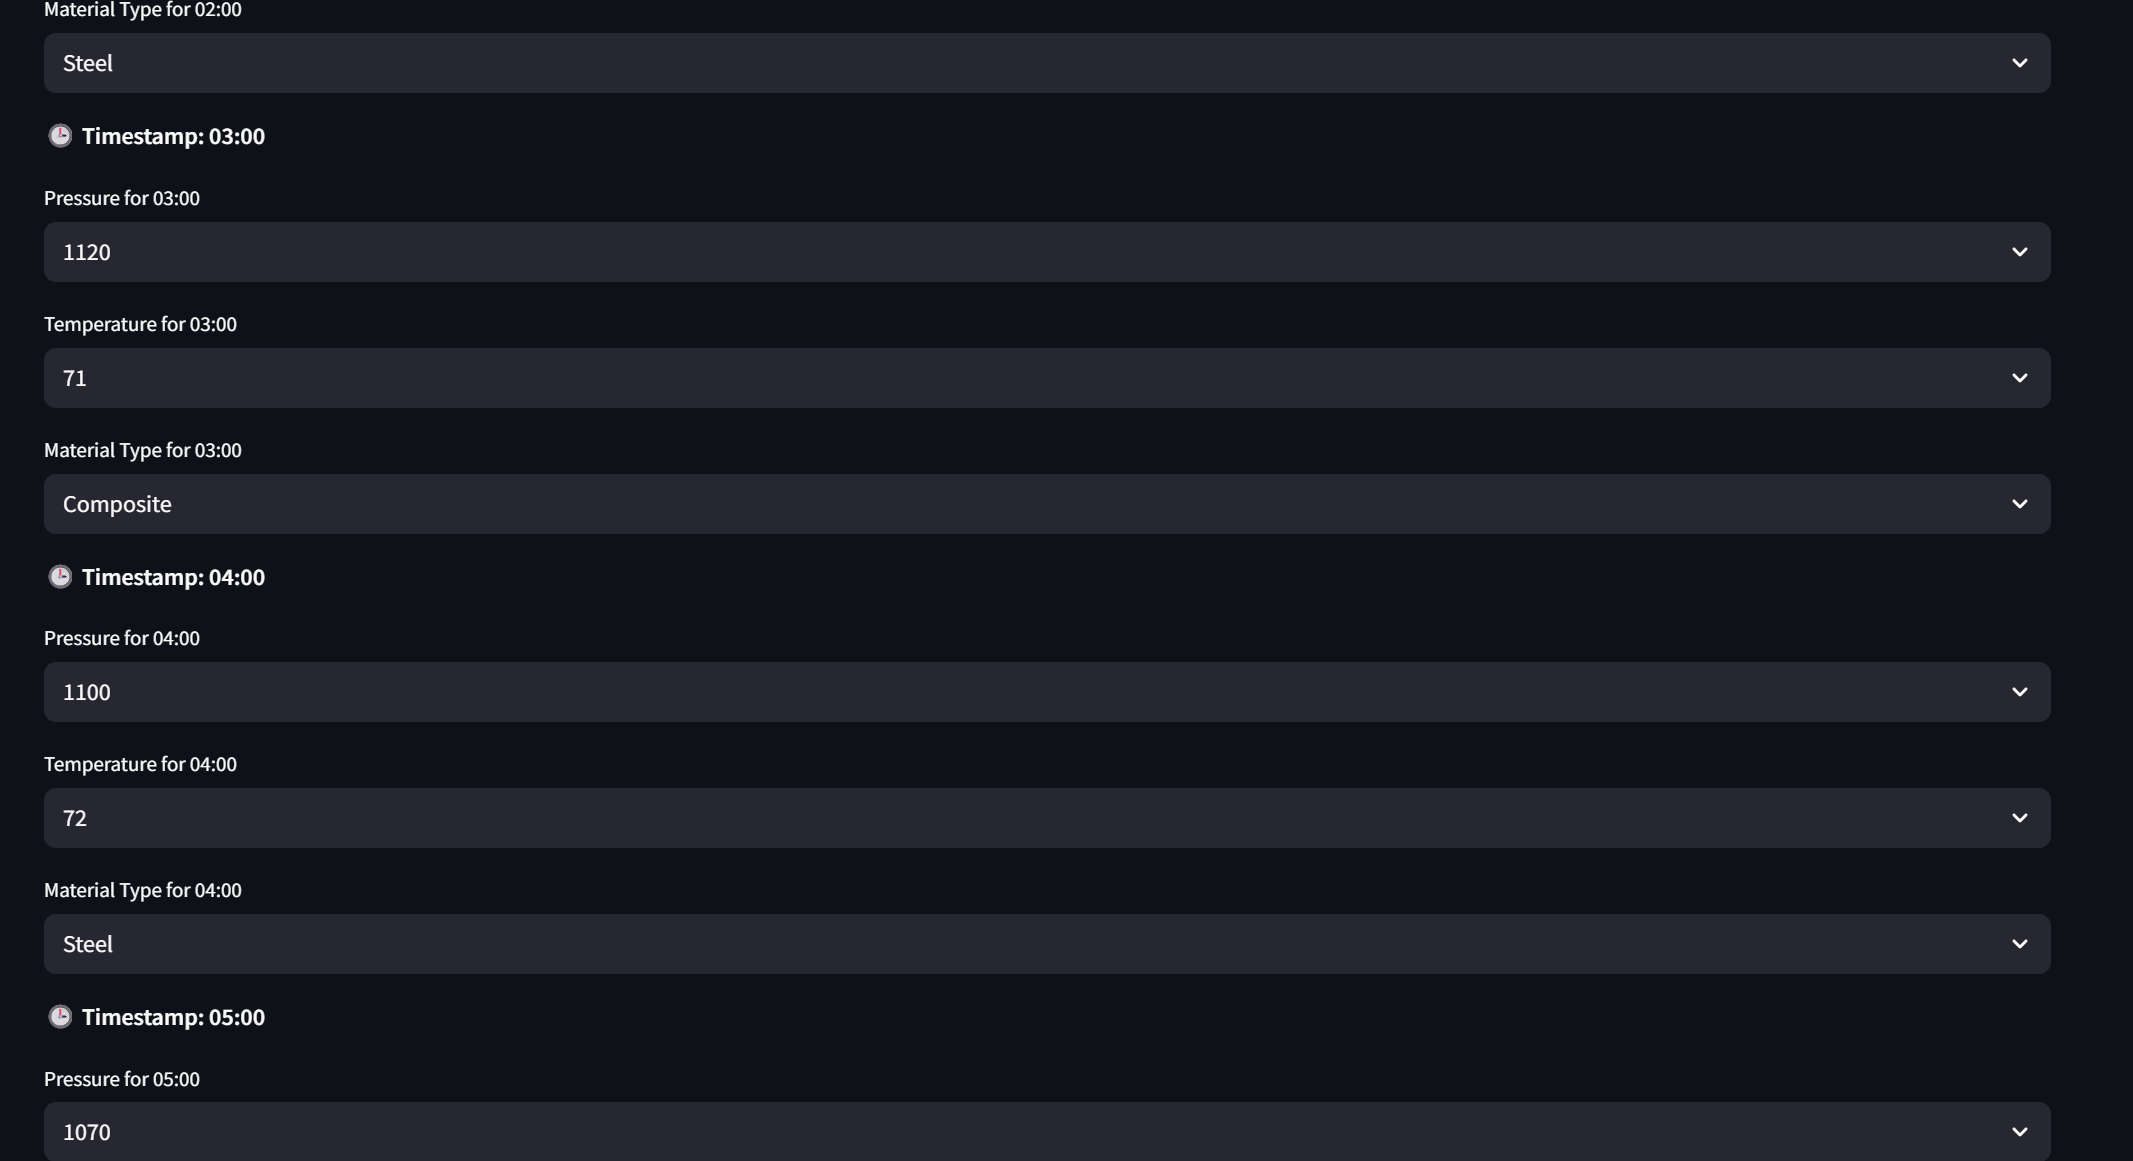 Material Type for 02:00
Steel
Timestamp: 03:00
Pressure for 03:00
1120
Temperature for 03:00
71
Material Type for 03:00
Composite
Timestamp: 04:00
Pressure for 04:00
1100
Temperature for 04:00
72
Material Type for 04:00
Steel
Timestamp: 05:00
Pressure for 05:00
1070